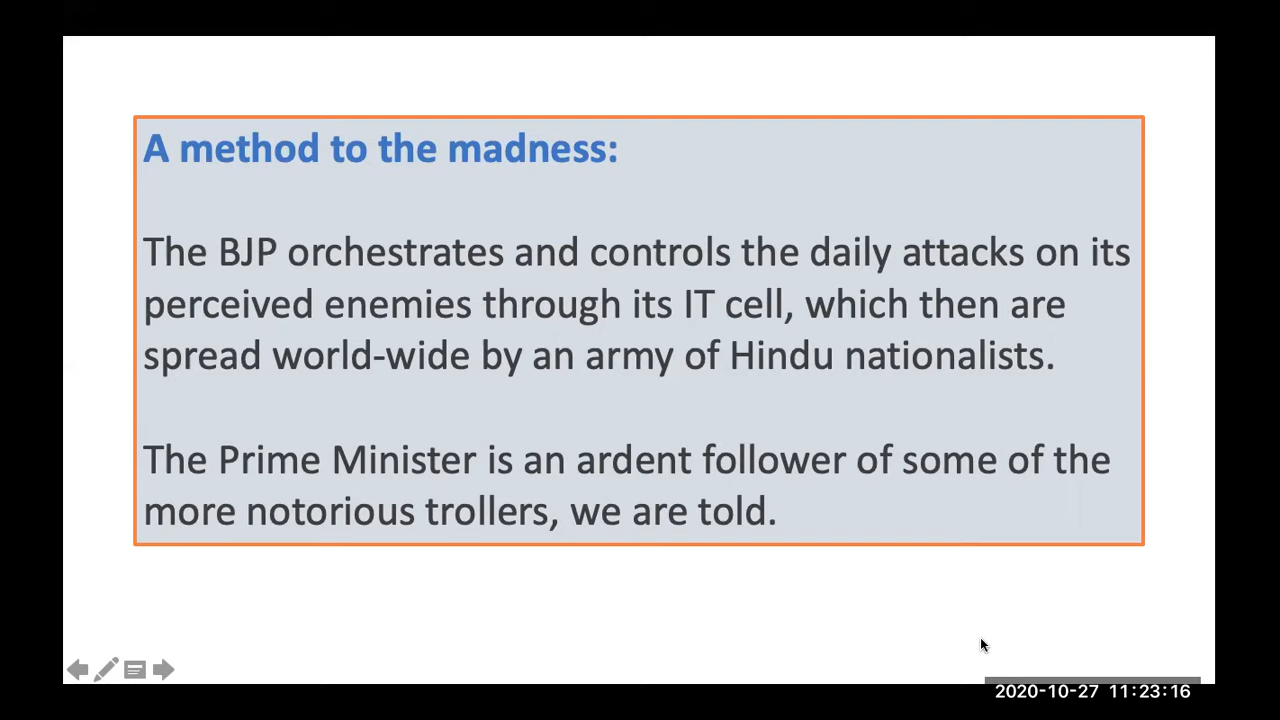 A method to the madness:
The BJP orchestrates and controls the daily attacks on its
perceived enemies through its IT cell, which then are
spread world-wide by an army of Hindu nationalists.
The Prime Minister is an ardent follower of some of the
more notorious trollers, we are told.
2020-10-27 11:23:16